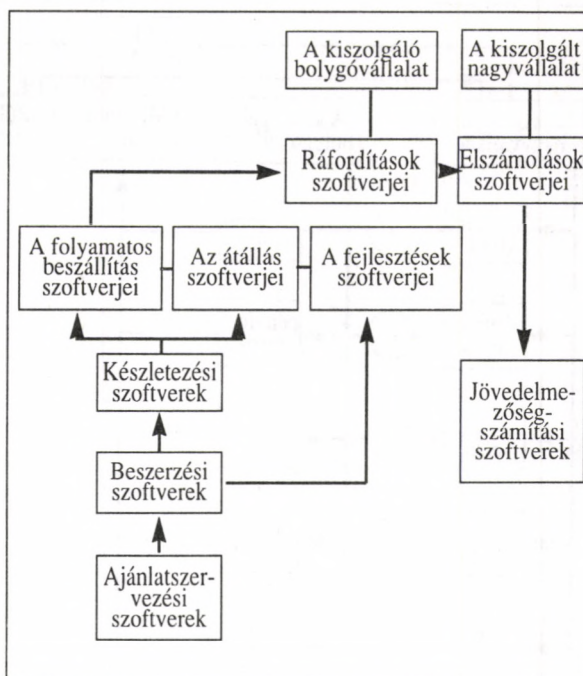 A kiszolgáló
bolygóvállalat
A kiszolgált
nagyvállalat
Ráfordítások
szoftverjei
Elszámolások
szoftverjei
A folyamatos
beszállítás
szoftverjei
Az átállás
szoftverjei
A fejlesztések
szoftverjei
Készletezési
szoftverek
Jövedelme-
zőség-
számítási
szoftverek
Beszerzési
szoftverek
Ajánlatszer-
vezési
szoftverek